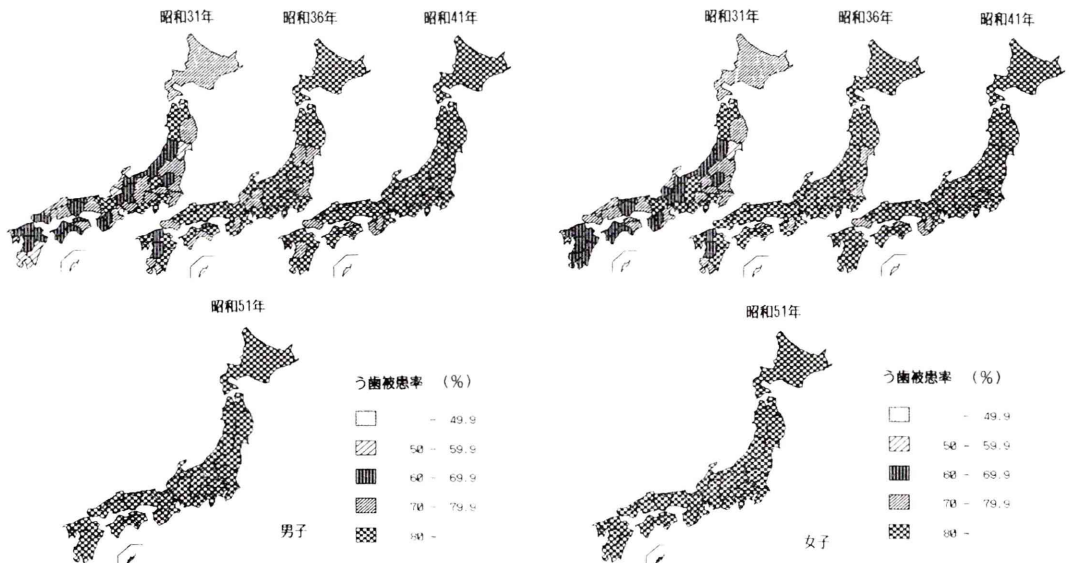 昭和31年
昭和36年
昭和41年
昭和51年
う歯被患率 (%)
- 49.9
50 - 59.9
60 - 69.9
70 - 79.9
80 -
男子
昭和31年
昭和36年
昭和41年
昭和51年
う歯被患率 (%)
- 49.9
50 - 59.9
60 - 69.9
70 - 79.9
80 -
女子